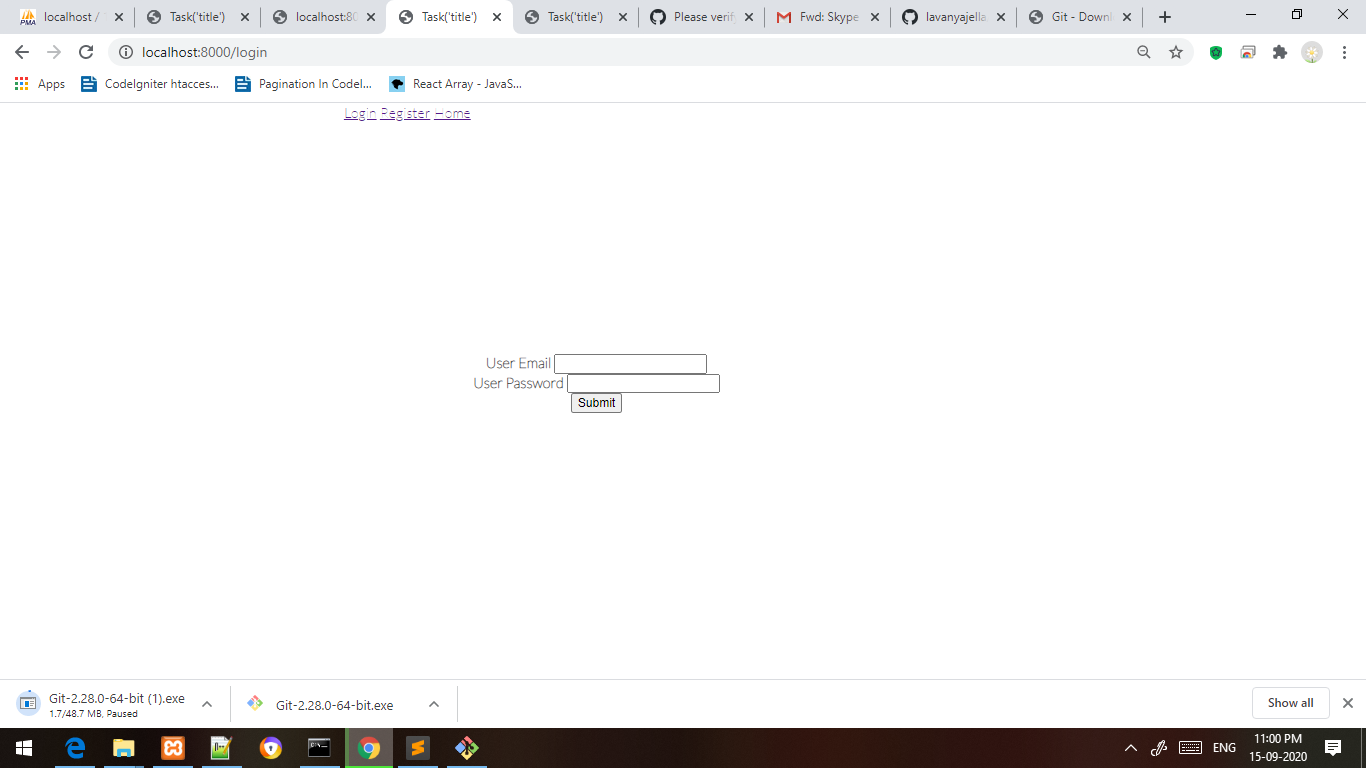 localhost /
Task('title')
localhost:80
Task('title')
Task('title')
Please verif
Fwd: Skype
lavanyajella
Git - Downl
localhost:8000/login
Apps
CodeIgniter htacces...
Pagination In CodeI...
React Array - JavaS...
Login Register Home
User Email
User Password
Submit
Git-2.28.0-64-bit (1).exe
1.7/48.7 MB, Paused
Git-2.28.0-64-bit.exe
Show all
ENG
11:00 PM
15-09-2020